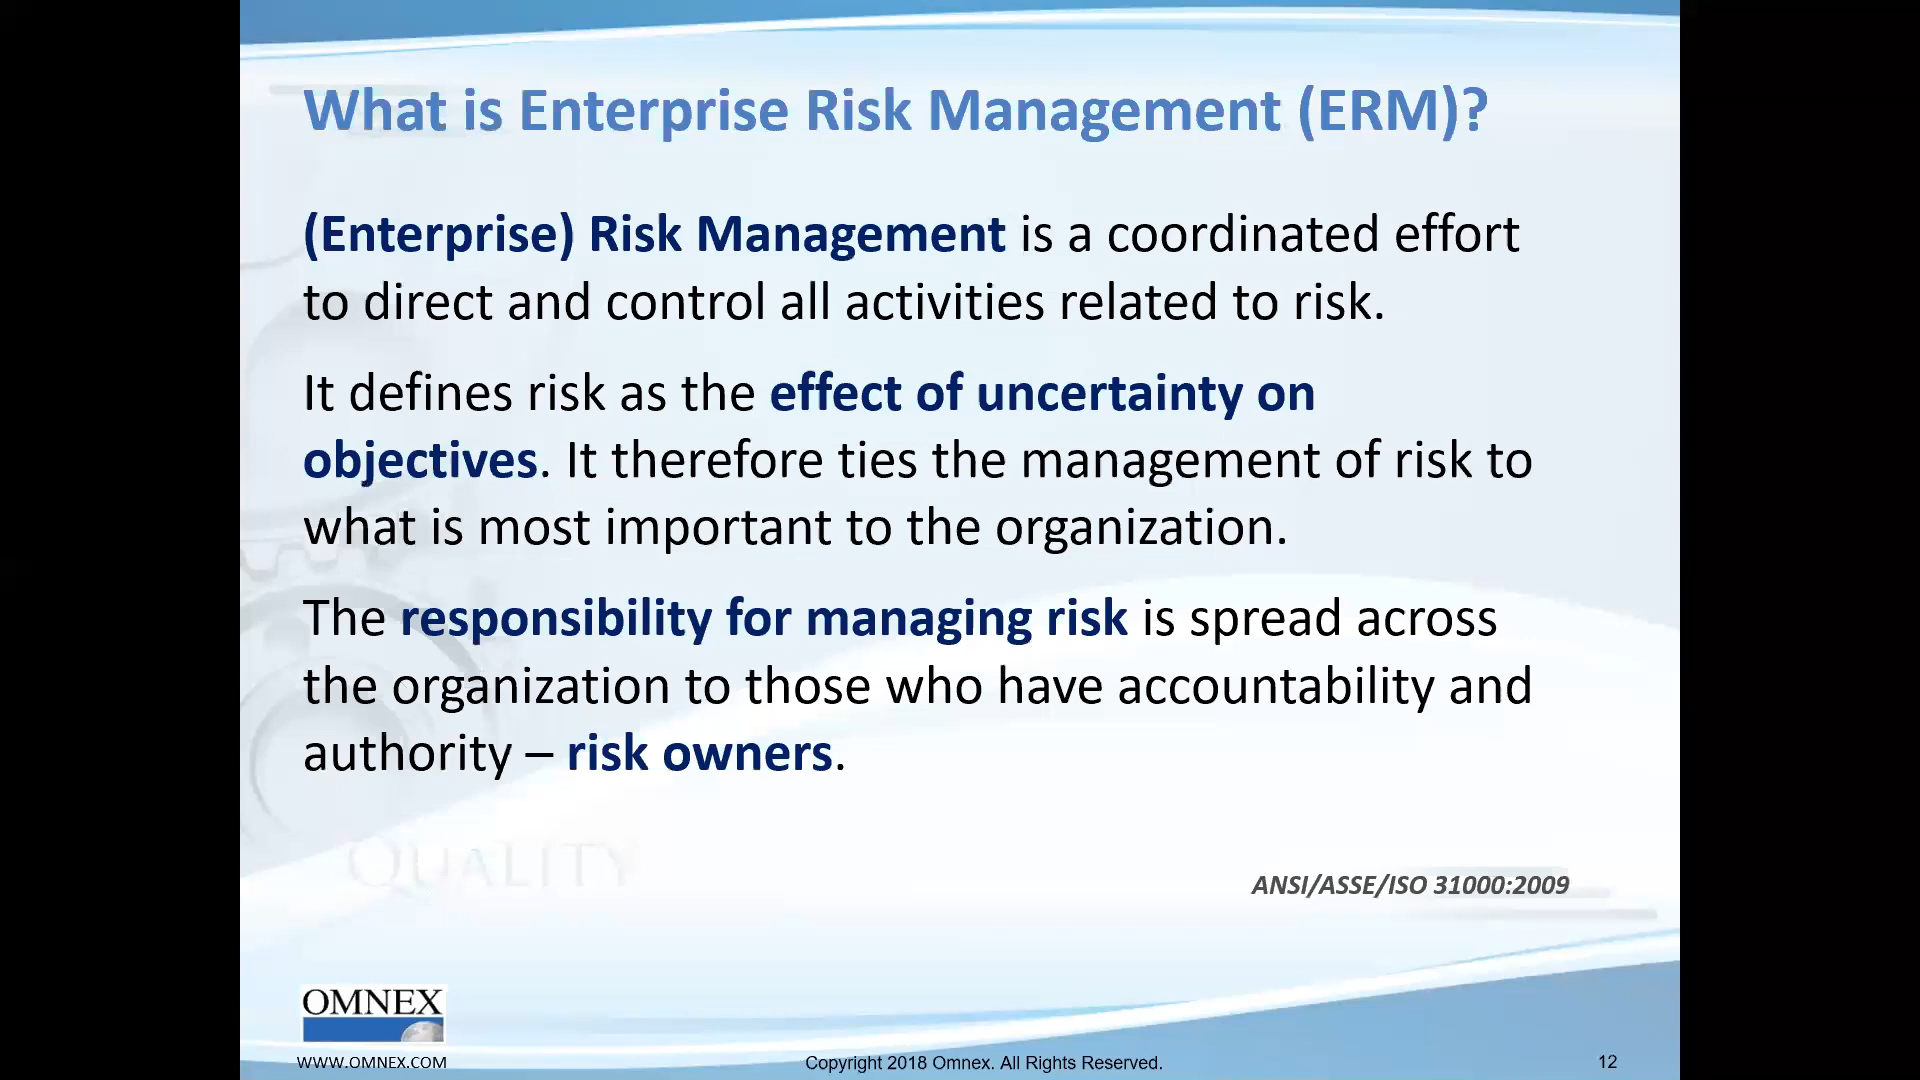 What is Enterprise Risk Management (ERM)?
(Enterprise) Risk Management is a coordinated effort
to direct and control all activities related to risk.
It defines risk as the effect of uncertainty on
objectives. It therefore ties the management of risk to
what is most important to the organization.
The responsibility for managing risk is spread across
the organization to those who have accountability and
authority – risk owners.
QUALITY
ANSI/ASSE/ISO 31000:2009
OMNEX
WWW.OMNEX.COM
Copyright 2018 Omnex. All Rights Reserved.
12